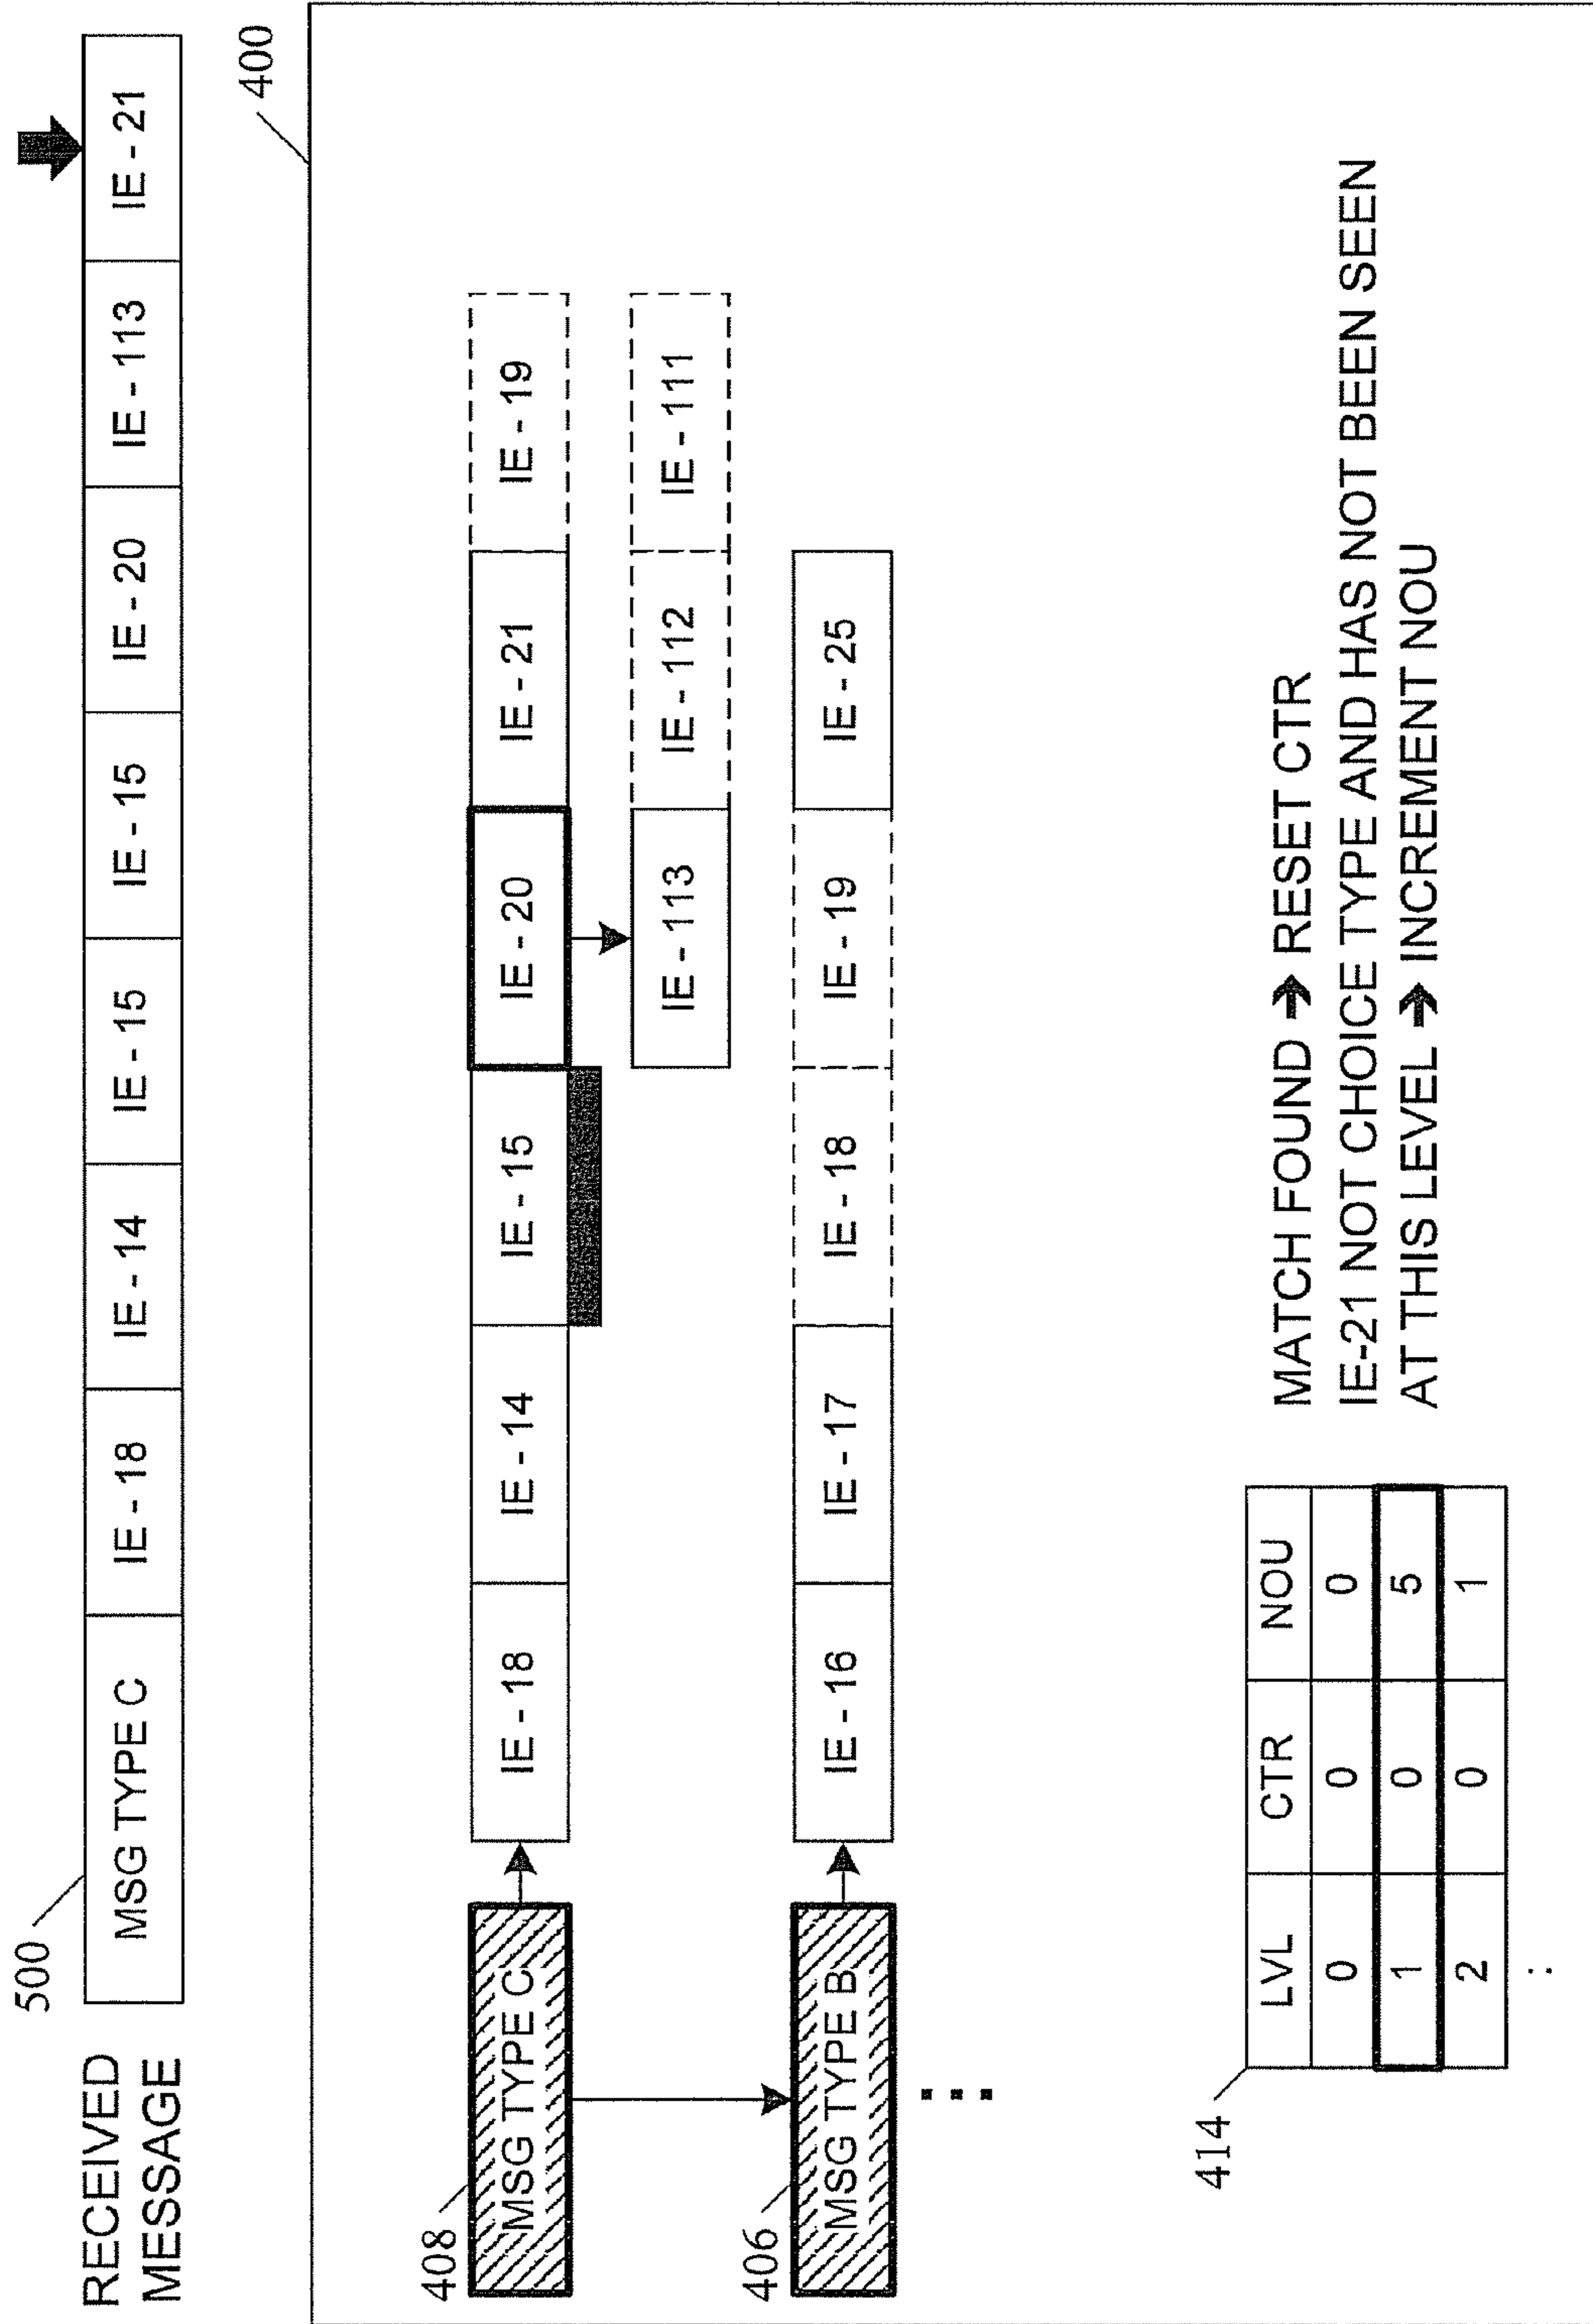 RECEIVED
MESSAGE
500
MSG TYPE C IE - 18 IE - 14 IE - 15 IE - 15 IE - 20 IE - 113 IE - 21
400
408
MSG TYPE C IE - 18 IE - 14 IE - 15 IE - 20 IE - 21 IE - 19
IE - 113 IE - 112 IE - 111
406
MSG TYPE B IE - 16 IE - 17 IE - 18 IE - 19 IE - 25
414
LVL CTR NOU
0 0 0
1 0 5
2 0 1
:
MATCH FOUND ➔ RESET CTR
IE-21 NOT CHOICE TYPE AND HAS NOT BEEN SEEN
AT THIS LEVEL ➔ INCREMENT NOU